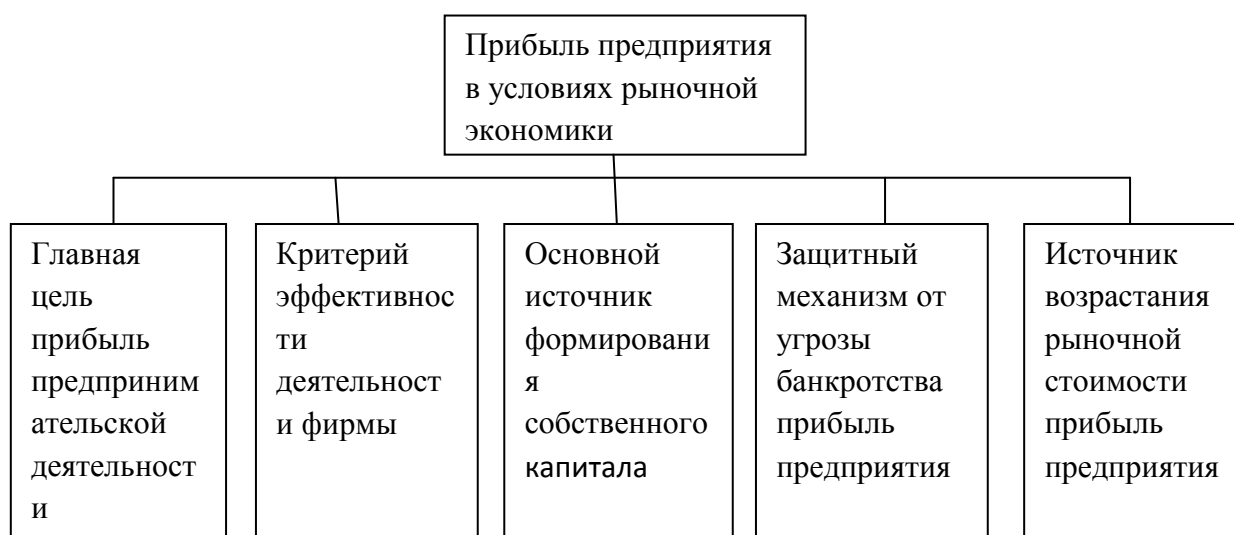 Прибыль предприятия
в условиях рыночной
экономики
Главная
цель
прибыль
предприним
ательской
деятельност
и
Критерий
эффективнос
ти
деятельност
и фирмы
Основной
источник
формировани
я
собственного
капитала
Защитный
механизм от
угрозы
банкротства
прибыль
предприятия
Источник
возрастания
рыночной
стоимости
прибыль
предприятия